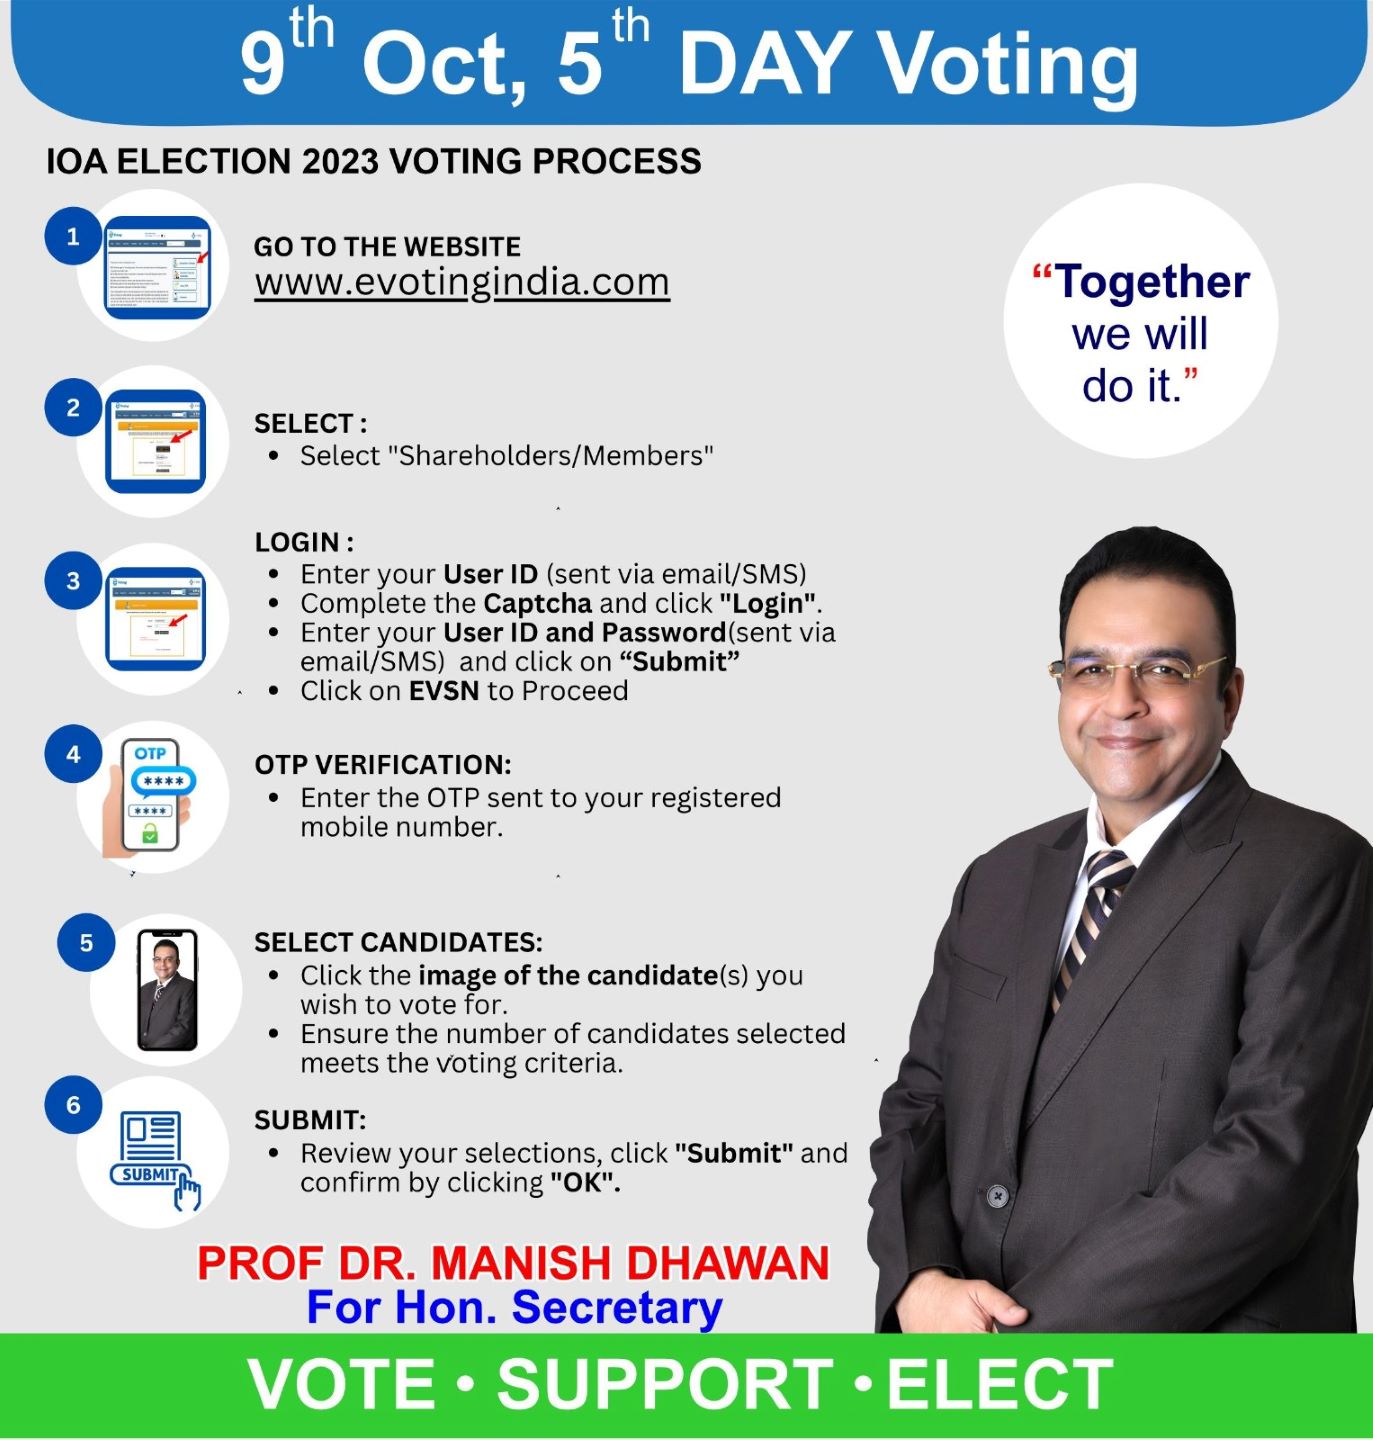 9th Oct, 5th DAY Voting
IOA ELECTION 2023 VOTING PROCESS
1
GO TO THE WEBSITE
www.evotingindia.com
“Together
we will
do it.”
2
SELECT :
• Select "Shareholders/Members"
3
LOGIN :
• Enter your User ID (sent via email/SMS)
• Complete the Captcha and click "Login".
• Enter your User ID and Password(sent via
email/SMS) and click on “Submit”
• Click on EVSN to Proceed
4
OTP
****
****
OTP VERIFICATION:
• Enter the OTP sent to your registered
mobile number.
5
SELECT CANDIDATES:
• Click the image of the candidate(s) you
wish to vote for.
• Ensure the number of candidates selected
meets the voting criteria.
6
SUBMIT
SUBMIT:
• Review your selections, click "Submit" and
confirm by clicking "OK".
PROF DR. MANISH DHAWAN
For Hon. Secretary
VOTE • SUPPORT • ELECT